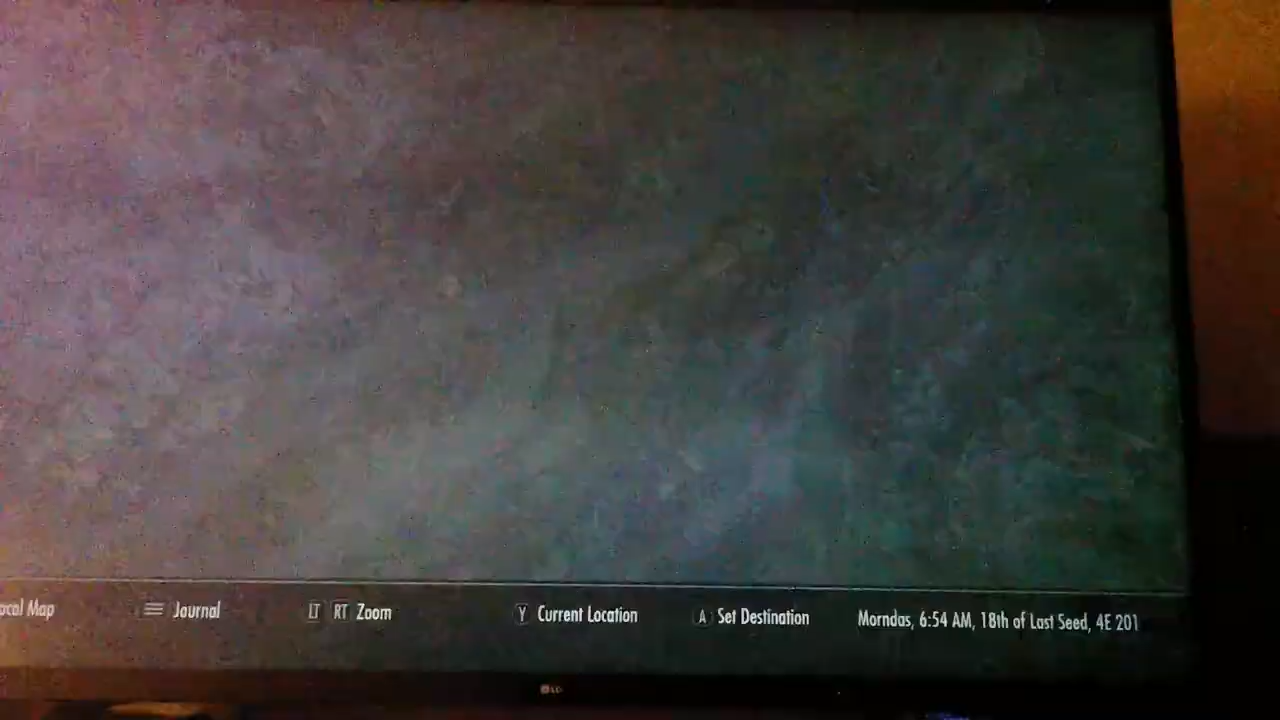 ocal Map Journal LT RT Zoom Y Current Location A Set Destination Morndas, 6:54 AM, 18th of Last Seed, 4E 201
LG